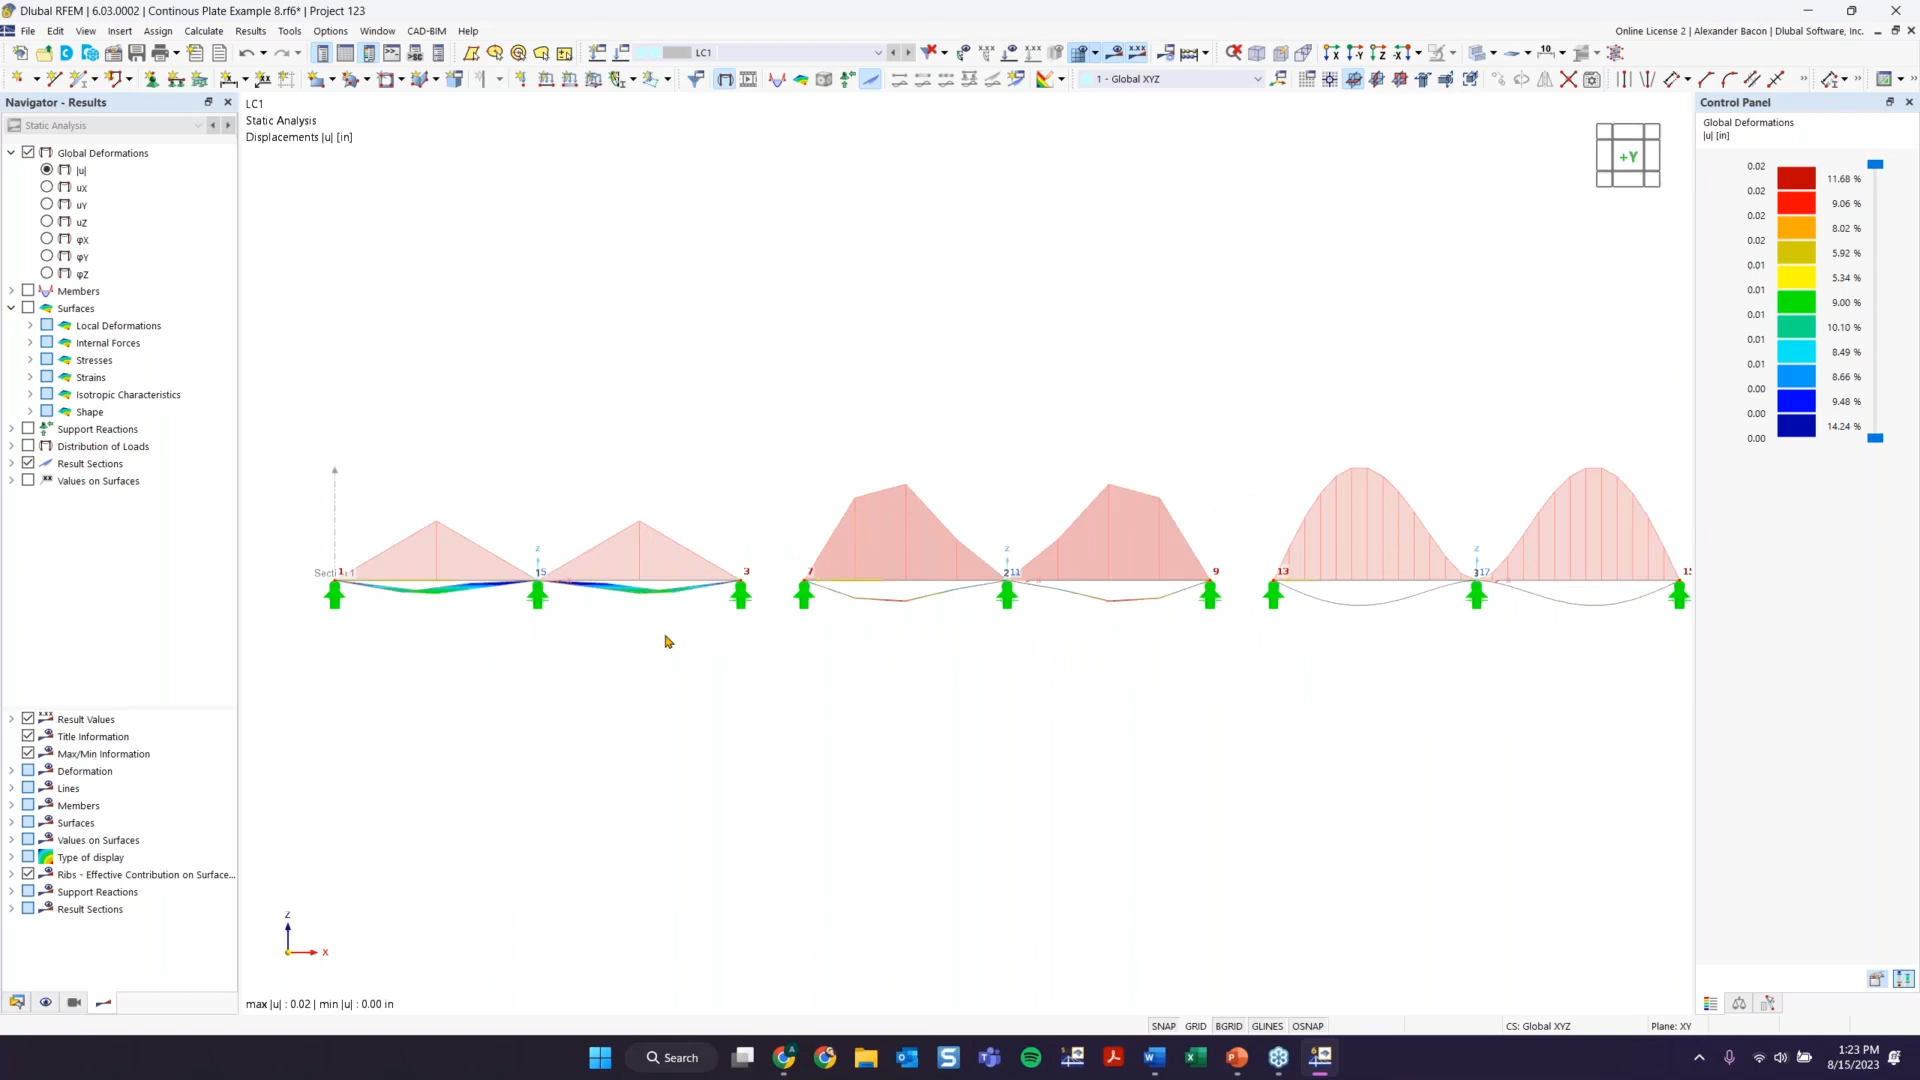 Dlubal RFEM | 6.03.0002 | Continous Plate Example 8.rf6* | Project 123
File Edit View Insert Assign Calculate Results Tools Options Window CAD-BIM Help
Online License 2 | Alexander Bacon | Dlubal Software, Inc.
LC1
1 - Global XYZ
Navigator - Results
Static Analysis
Global Deformations
|u|
uX
uY
uZ
φX
φY
φZ
Members
Surfaces
Local Deformations
Internal Forces
Stresses
Strains
Isotropic Characteristics
Shape
Support Reactions
Distribution of Loads
Result Sections
Values on Surfaces
Result Values
Title Information
Max/Min Information
Deformation
Lines
Members
Surfaces
Values on Surfaces
Type of display
Ribs - Effective Contribution on Surface...
Support Reactions
Result Sections
LC1
Static Analysis
Displacements |u| [in]
+Y
z z z
1 15 3 7 211 9 13 317
Z
X
max |u| : 0.02 | min |u| : 0.00 in
Control Panel
Global Deformations
|u| [in]
0.02
11.68 %
0.02
9.06 %
0.02
8.02 %
0.02
5.92 %
0.01
5.34 %
0.01
9.00 %
0.01
10.10 %
0.01
8.49 %
0.01
8.66 %
0.00
9.48 %
0.00
14.24 %
0.00
SNAP GRID BGRID GLINES OSNAP
CS: Global XYZ
Plane: XY
Search
1:23 PM
8/15/2023